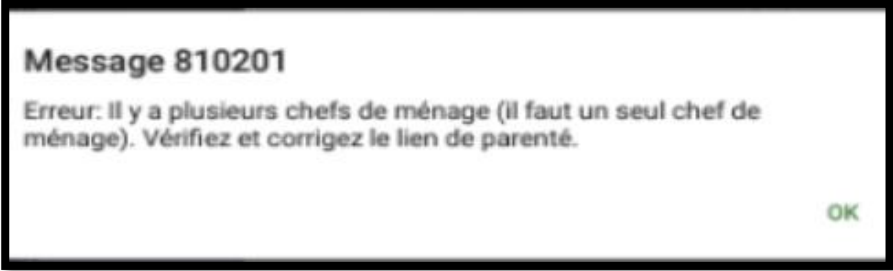 Message 810201
Erreur: Il y a plusieurs chefs de ménage (il faut un seul chef de
ménage). Vérifiez et corrigez le lien de parenté.
OK